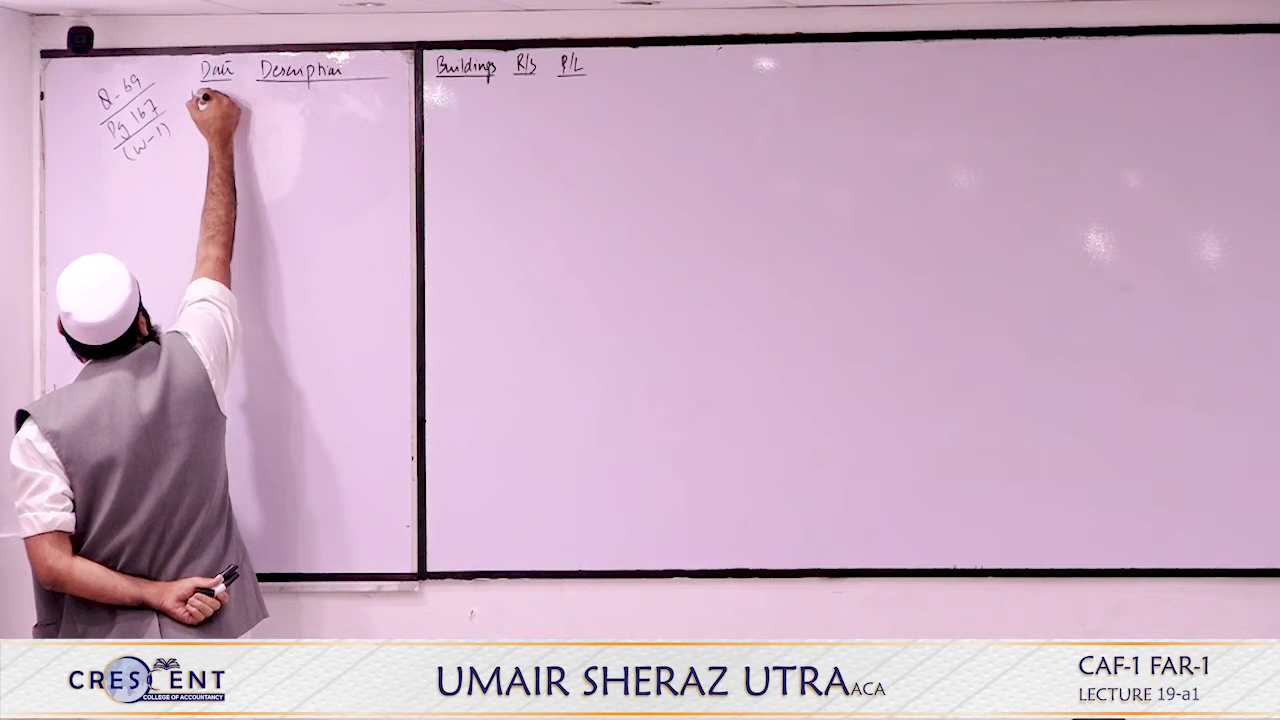 Q-69
Pg 167
(W-1)
Date Description
Buildings R/S P/L
CRESCENT
COLLEGE OF ACCOUNTANCY
UMAIR SHERAZ UTRA ACA
CAF-1 FAR-1
LECTURE 19-a1